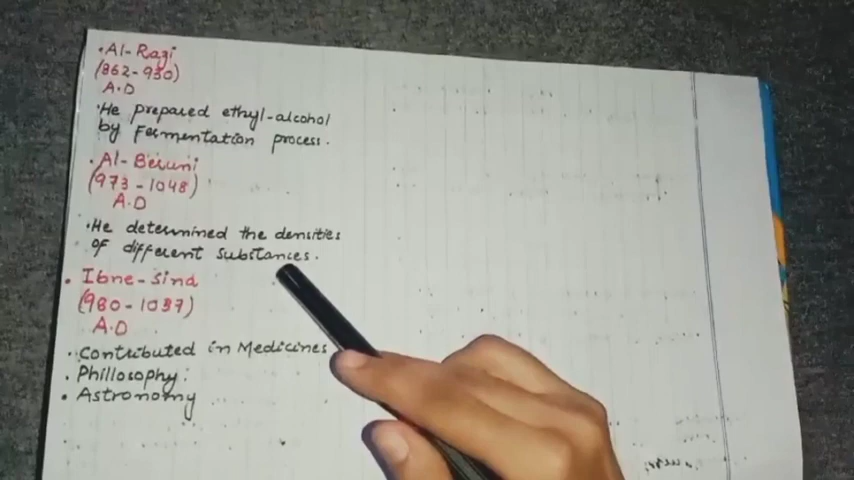 • Al-Razi
(862-930)
A.D
• He prepared ethyl-alcohol
by Fermentation process.
• Al-Beruni
(973-1048)
A.D
• He determined the densities
of different substances.
• Ibne-Sina
(980-1037)
A.D
• Contributed in Medicines
• Philosophy:
• Astronomy